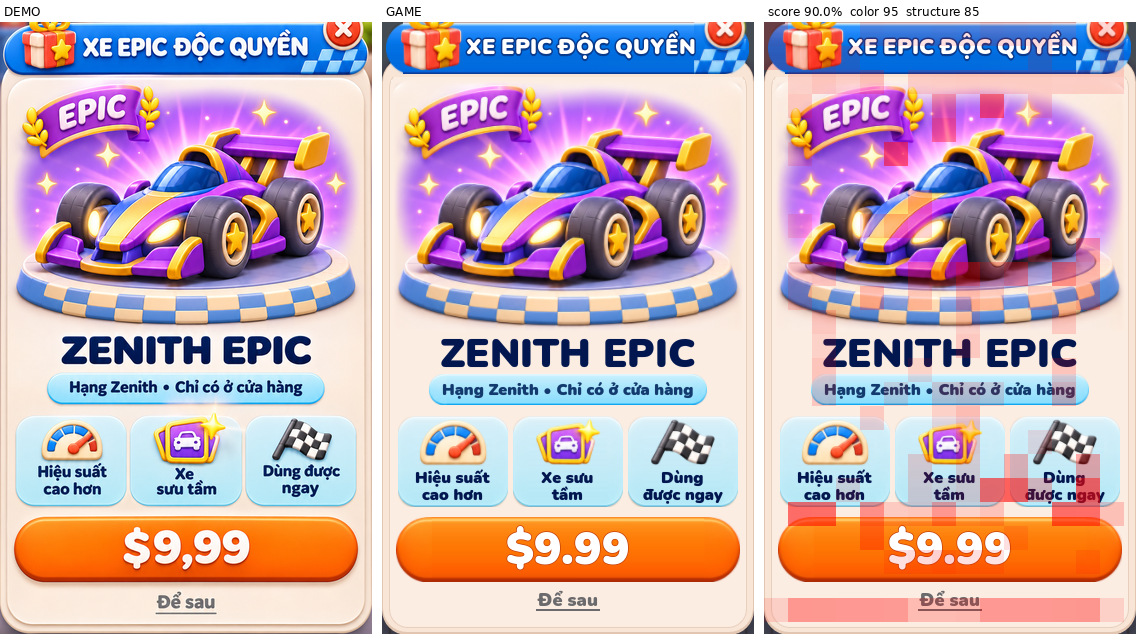 DEMO
XE EPIC ĐỘC QUYỀN
EPIC
ZENITH EPIC
Hạng Zenith • Chỉ có ở cửa hàng
Hiệu suất
cao hơn
Xe
sưu tầm
Dùng được
ngay
$9,99
Để sau
GAME
XE EPIC ĐỘC QUYỀN
EPIC
ZENITH EPIC
Hạng Zenith • Chỉ có ở cửa hàng
Hiệu suất
cao hơn
Xe sưu
tầm
Dùng
được ngay
$9.99
Để sau
score 90.0% color 95 structure 85
XE EPIC ĐỘC QUYỀN
EPIC
ZENITH EPIC
Hạng Zenith • Chỉ có ở cửa hàng
Hiệu suất
cao hơn
Xe sưu
tầm
Dùng
được ngay
$9.99
Để sau